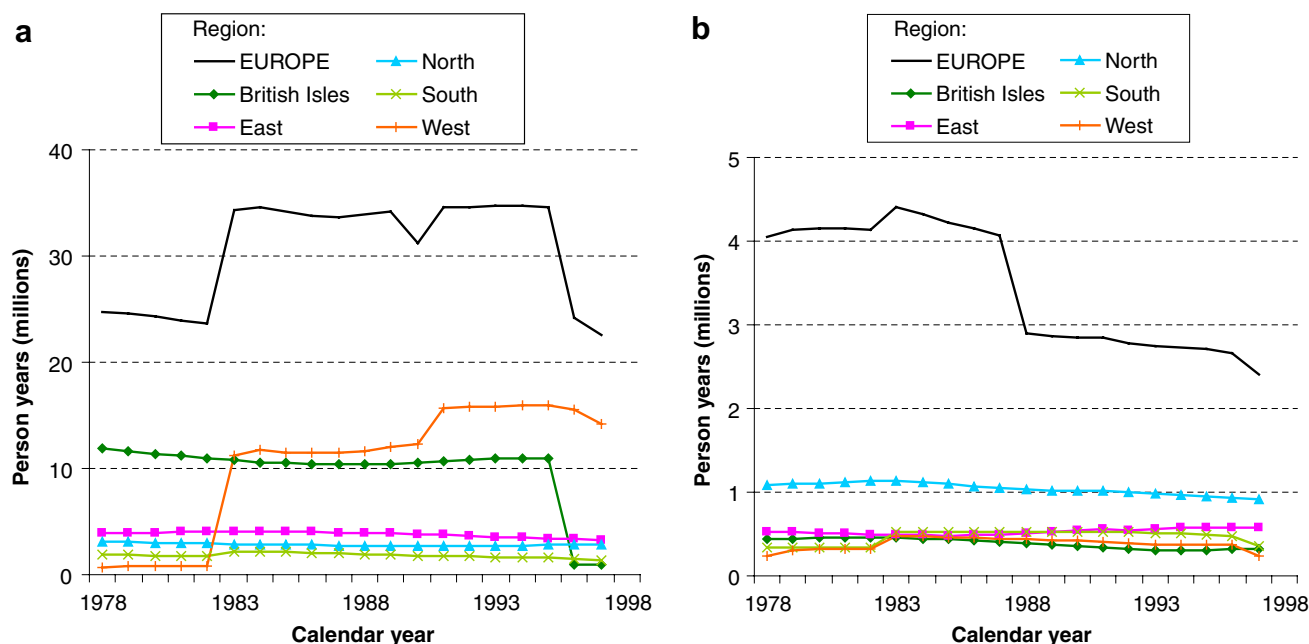 a
Region:
EUROPE North
British Isles South
East West
40
30
20
10
0
Person years (millions)
1978 1983 1988 1993 1998
Calendar year
b
Region:
EUROPE North
British Isles South
East West
5
4
3
2
1
0
Person years (millions)
1978 1983 1988 1993 1998
Calendar year